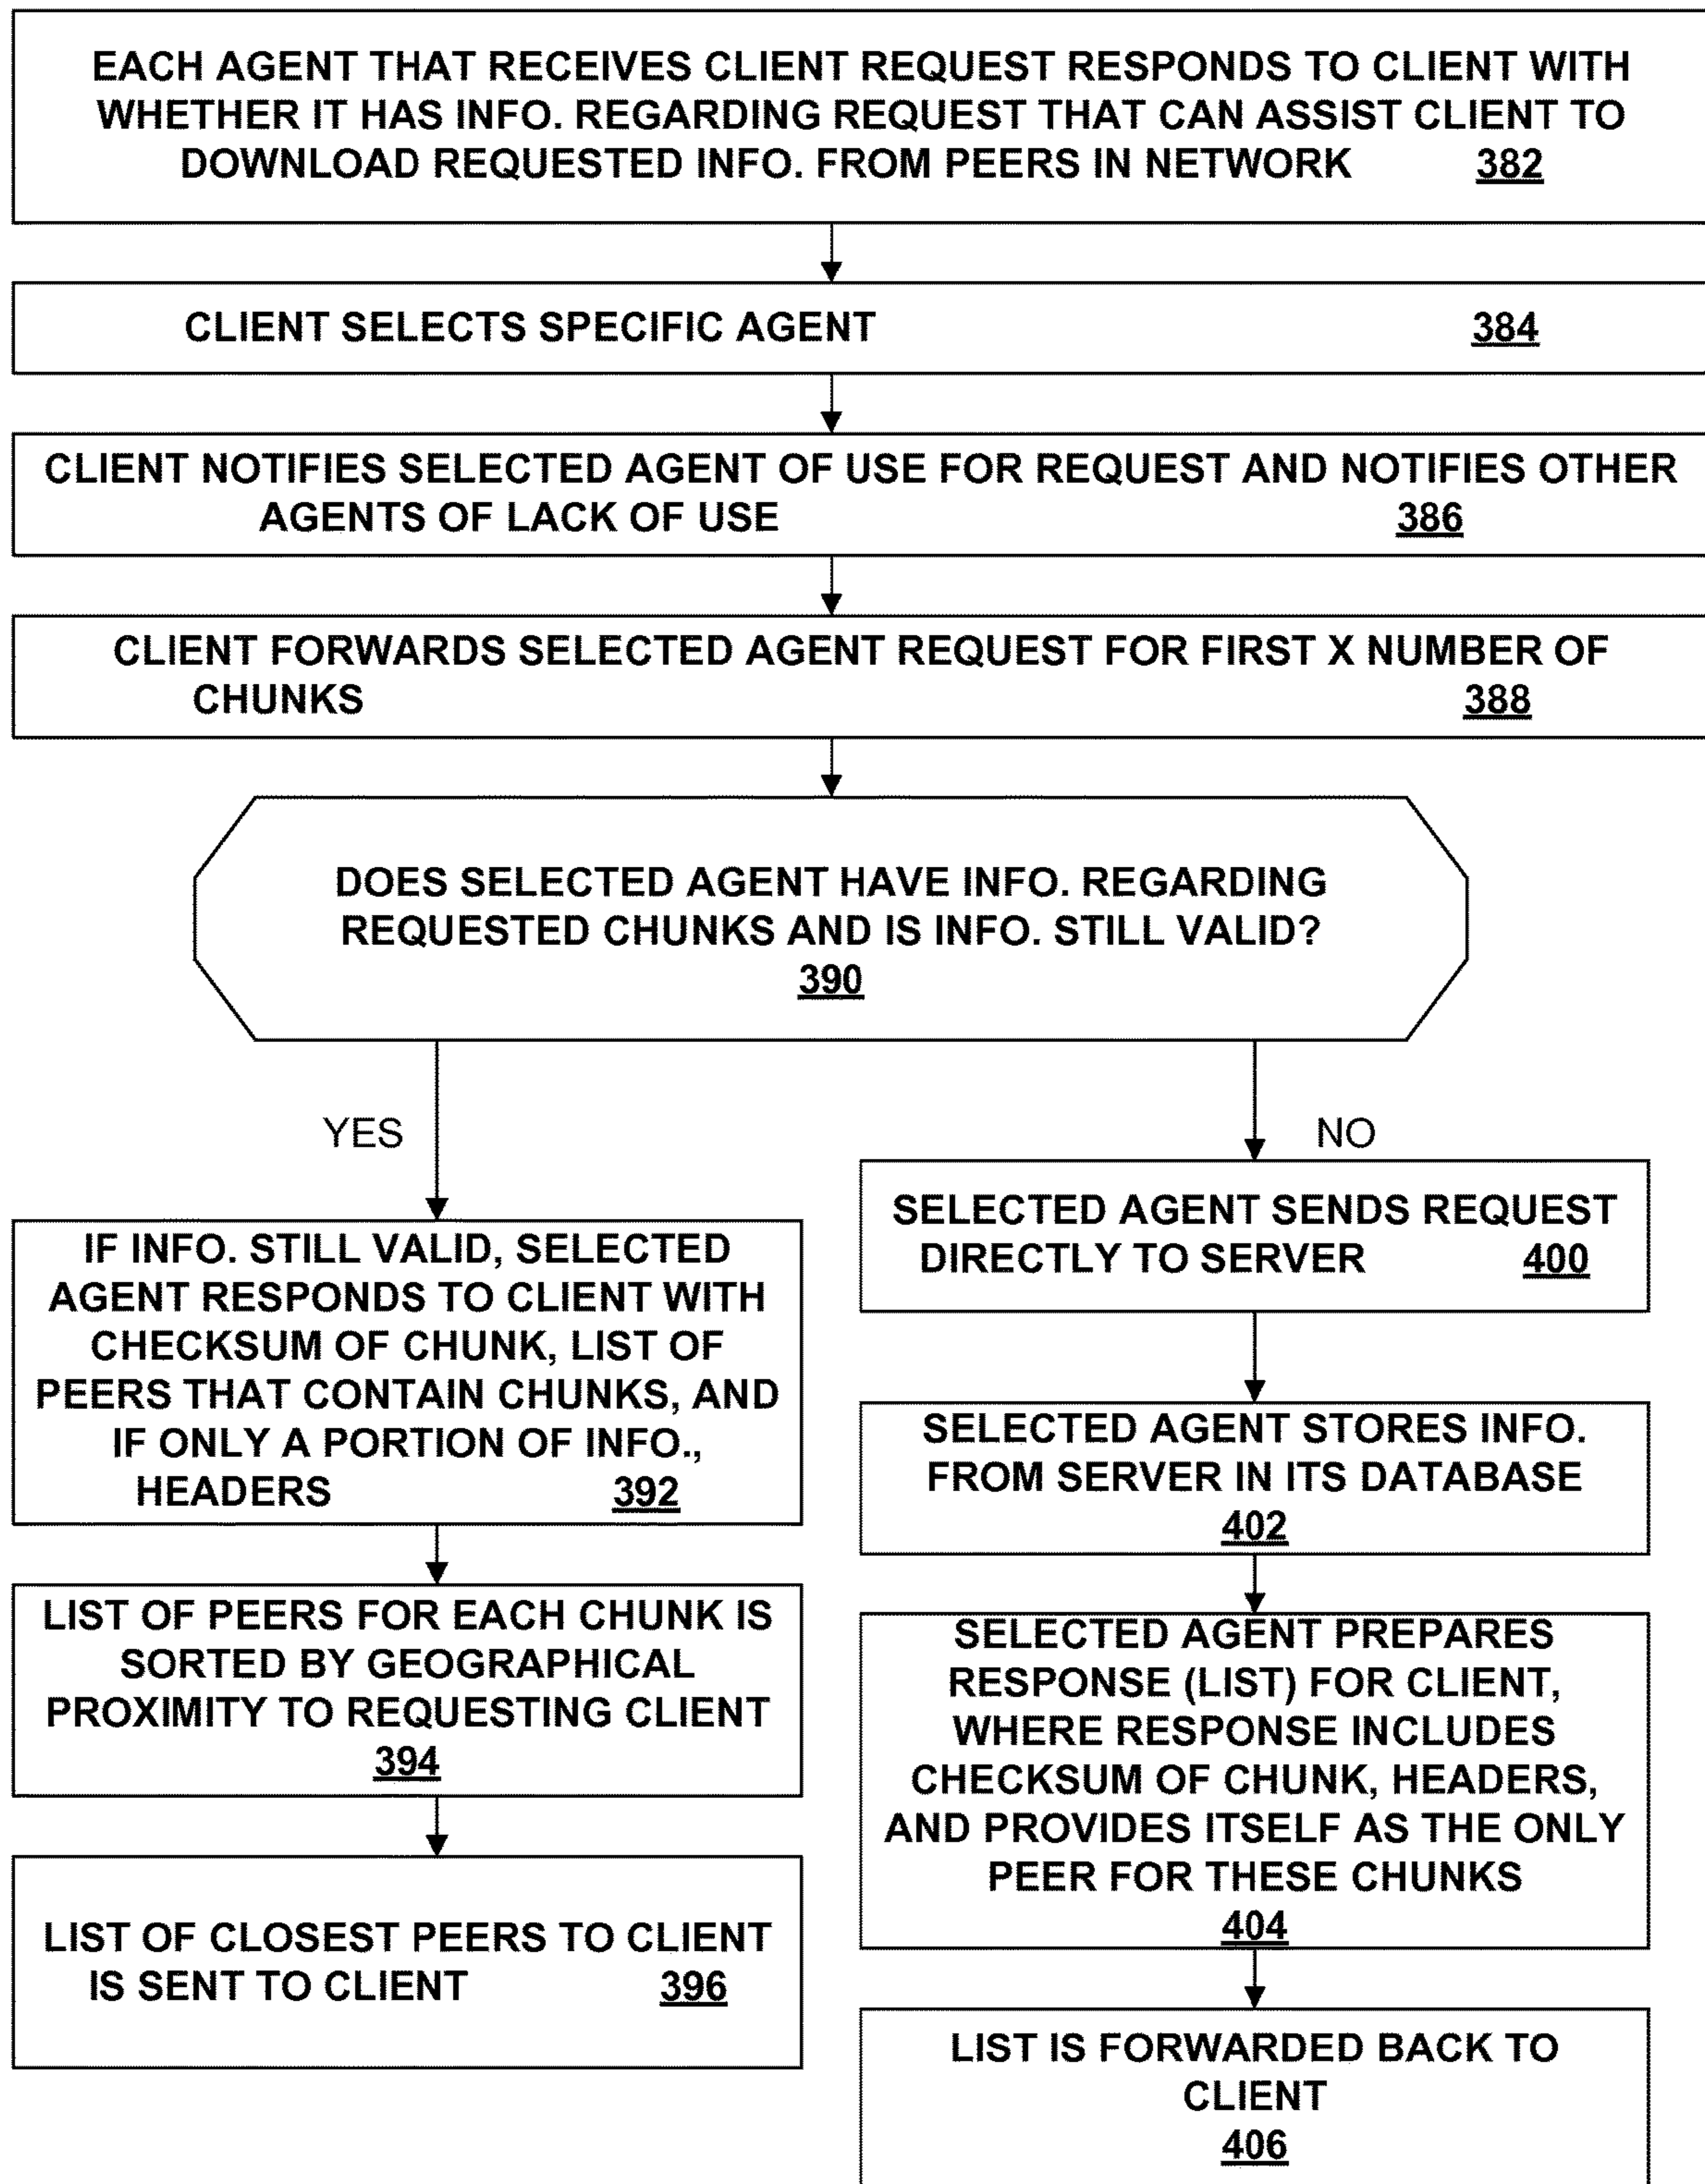 EACH AGENT THAT RECEIVES CLIENT REQUEST RESPONDS TO CLIENT WITH
WHETHER IT HAS INFO. REGARDING REQUEST THAT CAN ASSIST CLIENT TO
DOWNLOAD REQUESTED INFO. FROM PEERS IN NETWORK 382
CLIENT SELECTS SPECIFIC AGENT 384
CLIENT NOTIFIES SELECTED AGENT OF USE FOR REQUEST AND NOTIFIES OTHER
AGENTS OF LACK OF USE 386
CLIENT FORWARDS SELECTED AGENT REQUEST FOR FIRST X NUMBER OF
CHUNKS 388
DOES SELECTED AGENT HAVE INFO. REGARDING
REQUESTED CHUNKS AND IS INFO. STILL VALID?
390
YES
IF INFO. STILL VALID, SELECTED
AGENT RESPONDS TO CLIENT WITH
CHECKSUM OF CHUNK, LIST OF
PEERS THAT CONTAIN CHUNKS, AND
IF ONLY A PORTION OF INFO.,
HEADERS 392
LIST OF PEERS FOR EACH CHUNK IS
SORTED BY GEOGRAPHICAL
PROXIMITY TO REQUESTING CLIENT
394
LIST OF CLOSEST PEERS TO CLIENT
IS SENT TO CLIENT 396
NO
SELECTED AGENT SENDS REQUEST
DIRECTLY TO SERVER 400
SELECTED AGENT STORES INFO.
FROM SERVER IN ITS DATABASE
402
SELECTED AGENT PREPARES
RESPONSE (LIST) FOR CLIENT,
WHERE RESPONSE INCLUDES
CHECKSUM OF CHUNK, HEADERS,
AND PROVIDES ITSELF AS THE ONLY
PEER FOR THESE CHUNKS
404
LIST IS FORWARDED BACK TO
CLIENT
406